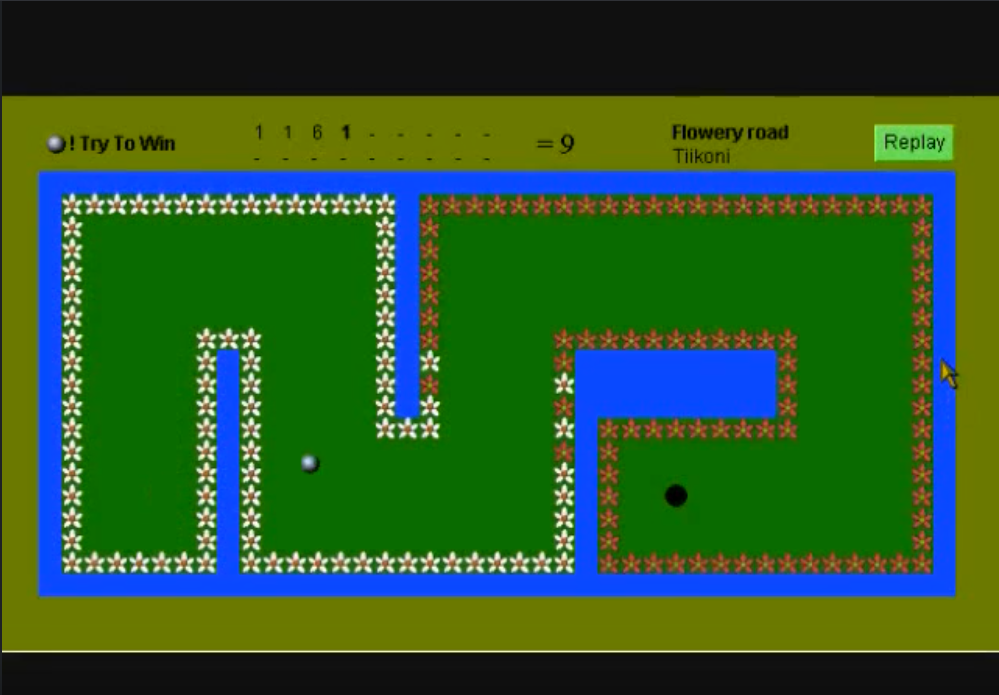 ! Try To Win
1 1 6 1 - - - - -
- - - - - - - - -
= 9
Flowery road
Tiikoni
Replay